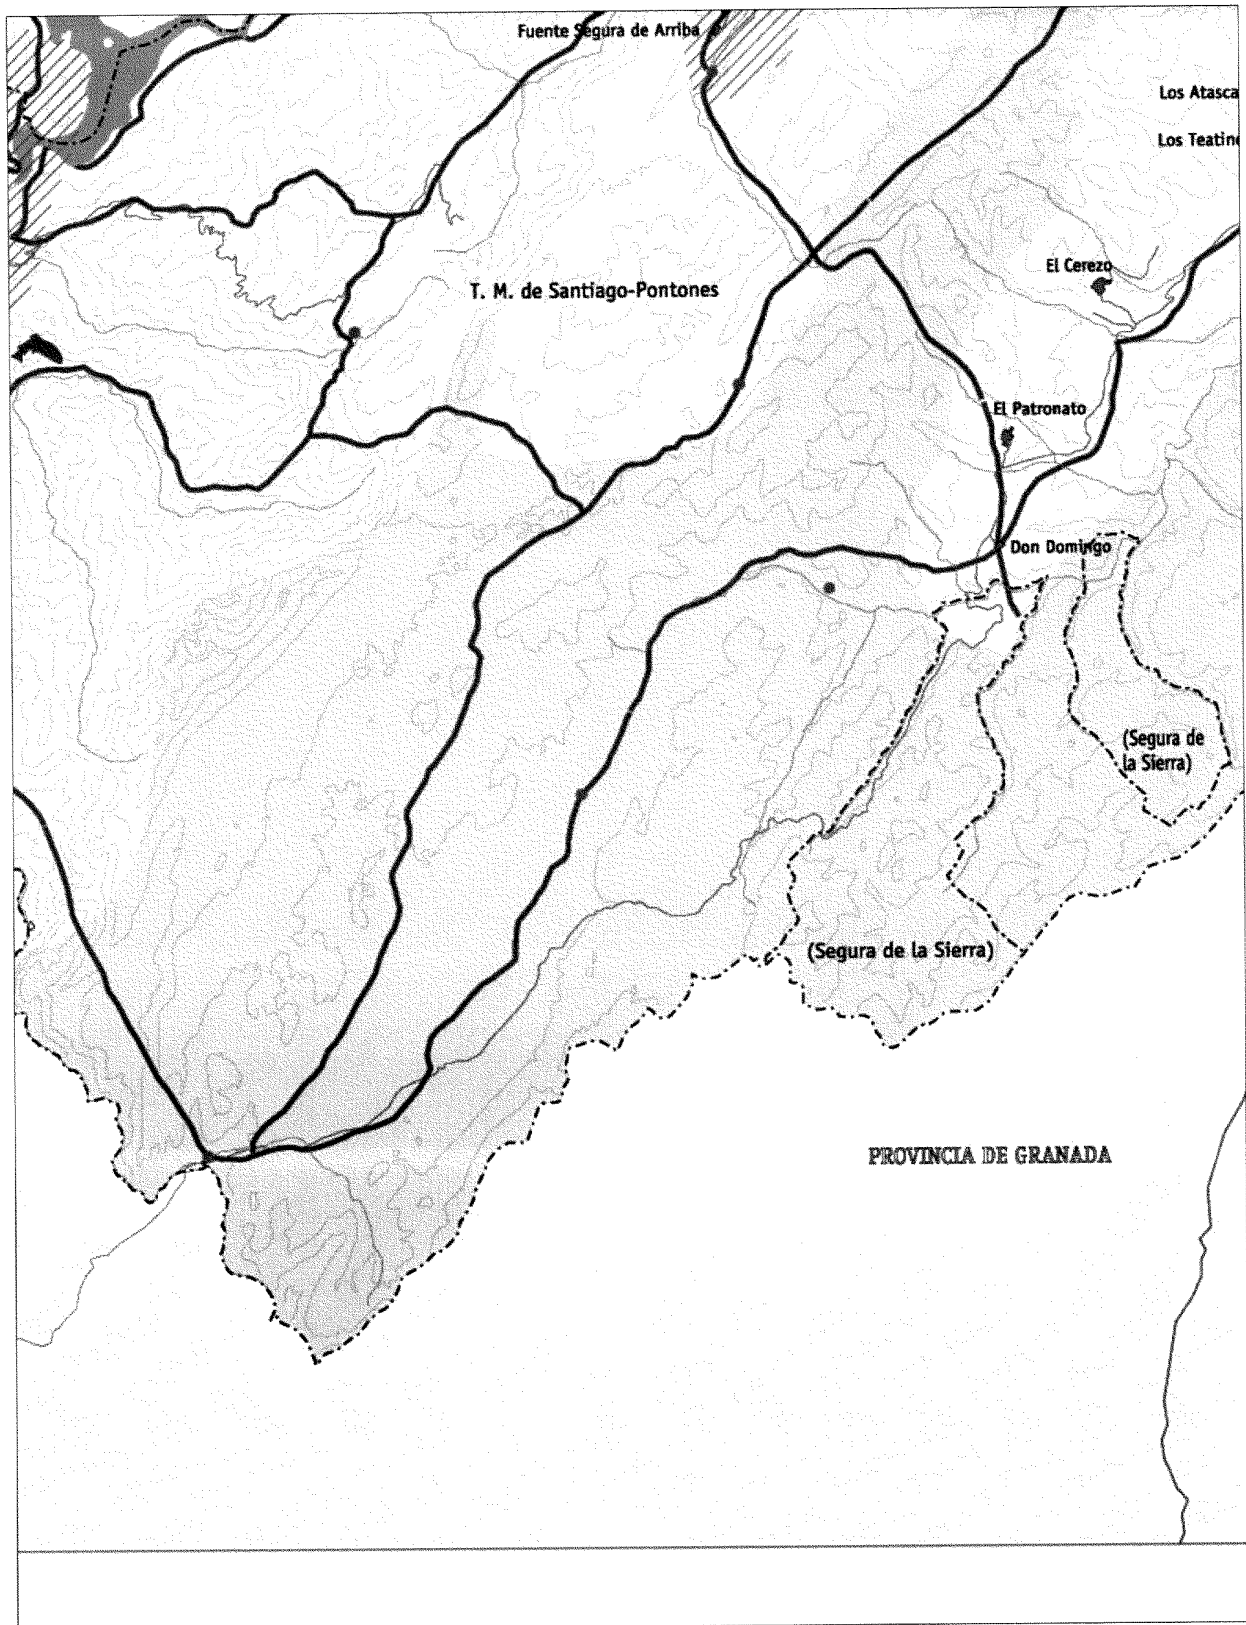 Fuente Segura de Arriba
Los Atasca
Los Teatin
El Cerezo
T. M. de Santiago-Pontones
El Patronato
Don Domingo
(Segura de
la Sierra)
(Segura de la Sierra)
PROVINCIA DE GRANADA